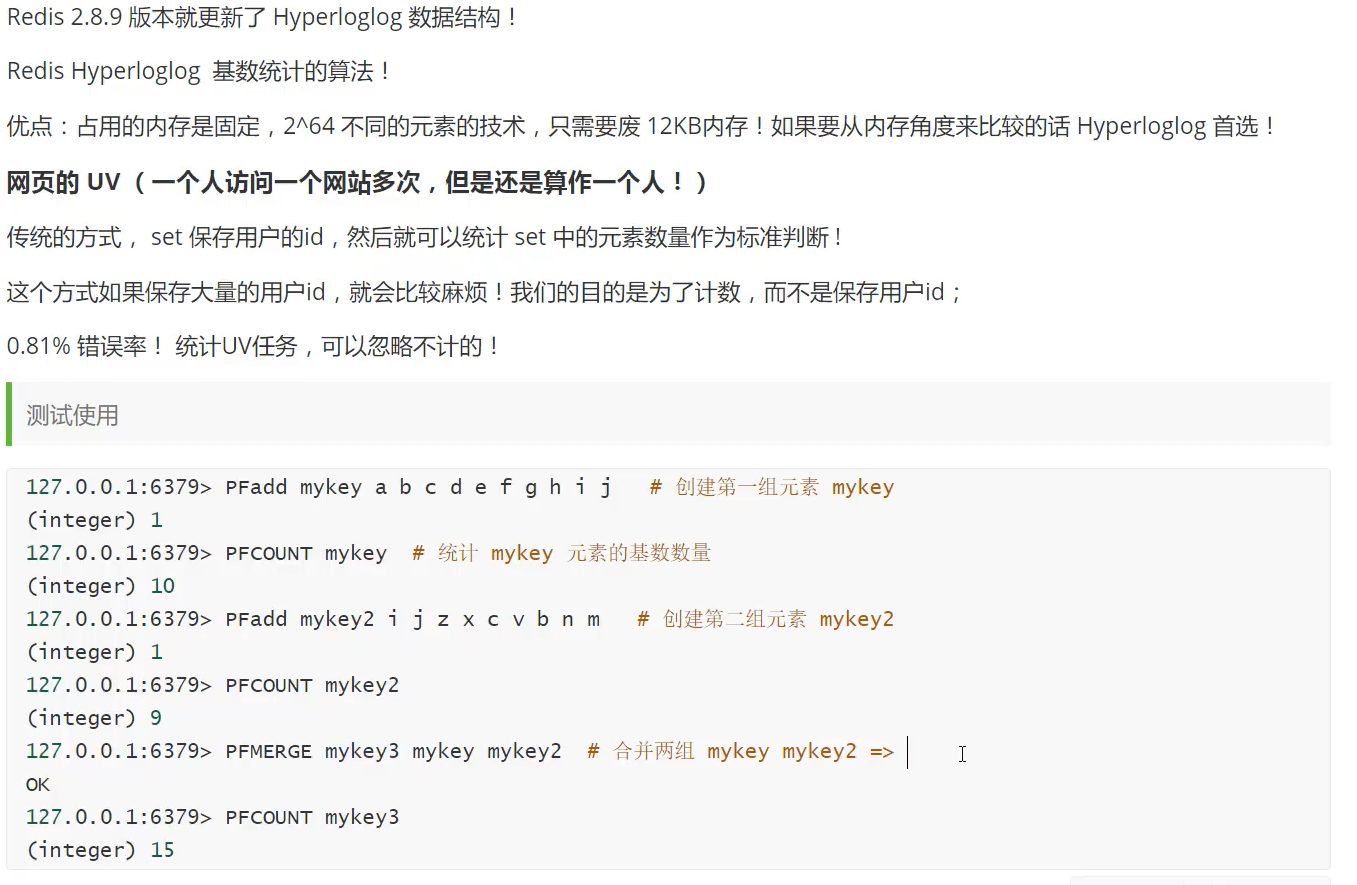 Redis 2.8.9 版本就更新了 Hyperloglog 数据结构！
Redis Hyperloglog 基数统计的算法！
优点：占用的内存是固定，2^64 不同的元素的技术，只需要废 12KB内存！如果要从内存角度来比较的话 Hyperloglog 首选！
网页的 UV （一个人访问一个网站多次，但是还是算作一个人！）
传统的方式， set 保存用户的id，然后就可以统计 set 中的元素数量作为标准判断 !
这个方式如果保存大量的用户id，就会比较麻烦！我们的目的是为了计数，而不是保存用户id；
0.81% 错误率！ 统计UV任务，可以忽略不计的！
测试使用
127.0.0.1:6379> PFadd mykey a b c d e f g h i j # 创建第一组元素 mykey
(integer) 1
127.0.0.1:6379> PFCOUNT mykey # 统计 mykey 元素的基数数量
(integer) 10
127.0.0.1:6379> PFadd mykey2 i j z x c v b n m # 创建第二组元素 mykey2
(integer) 1
127.0.0.1:6379> PFCOUNT mykey2
(integer) 9
127.0.0.1:6379> PFMERGE mykey3 mykey mykey2 # 合并两组 mykey mykey2 =>
OK
127.0.0.1:6379> PFCOUNT mykey3
(integer) 15